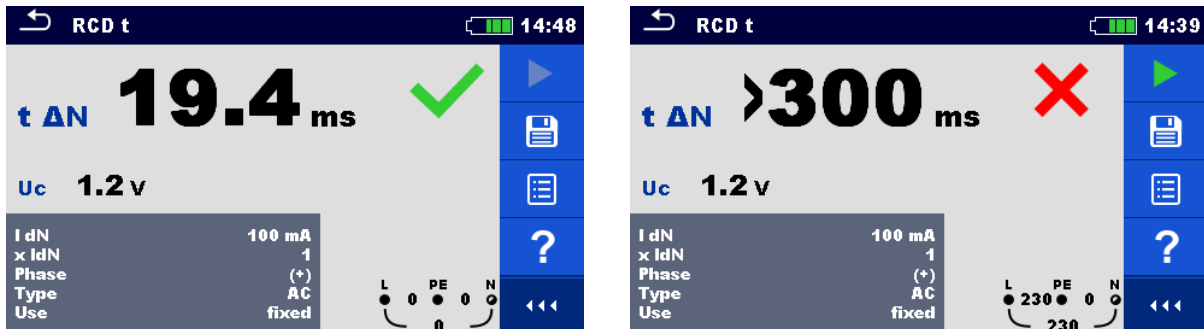 RCD t 14:48
t ΔN 19.4 ms
Uc 1.2 V
I dN 100 mA
x IdN 1
Phase (+)
Type AC
Use fixed
L PE N
0 0
0
?
RCD t 14:39
t ΔN >300 ms
Uc 1.2 V
I dN 100 mA
x IdN 1
Phase (+)
Type AC
Use fixed
L PE N
230 0
230
?